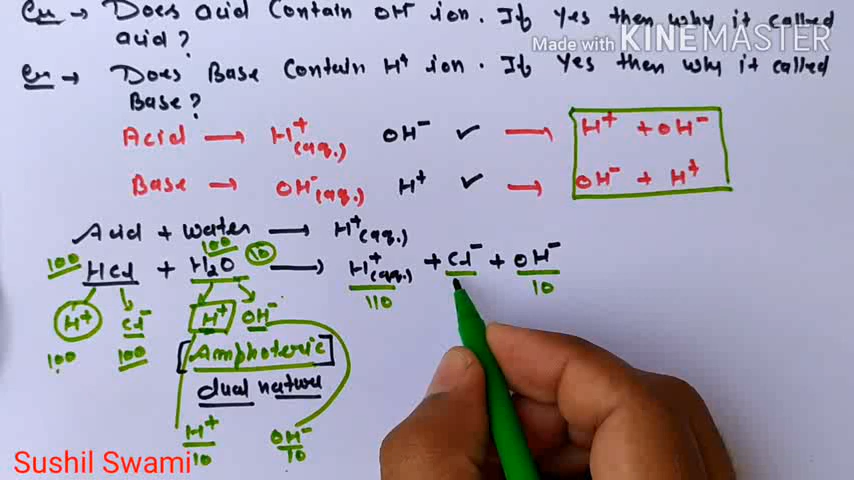 Que → Does acid Contain OH⁻ ion. If Yes then why it called
acid?
Made with KINEMASTER
Que → Does Base Contain H⁺ ion. If Yes then why it called
Base?
Acid → H⁺(aq.) OH⁻ ✓ → H⁺ + OH⁻
Base → OH⁻(aq.) H⁺ ✓ → OH⁻ + H⁺
Acid + water → H⁺(aq.)
100 100 10
HCl + H₂O → H⁺(aq.) + Cl⁻ + OH⁻
110 10
H⁺ Cl⁻ H⁺ OH⁻
100 100
[Amphoteric]
dual nature
H⁺ OH⁻
10 10
Sushil Swami